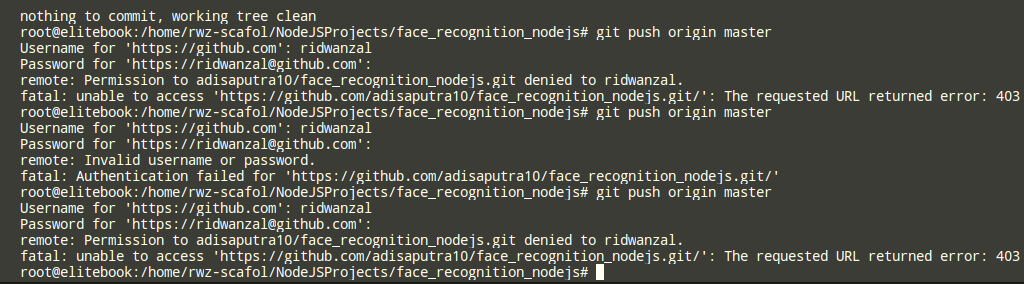 nothing to commit, working tree clean
root@elitebook:/home/rwz-scafol/NodeJSProjects/face_recognition_nodejs# git push origin master
Username for 'https://github.com': ridwanzal
Password for 'https://ridwanzal@github.com':
remote: Permission to adisaputra10/face_recognition_nodejs.git denied to ridwanzal.
fatal: unable to access 'https://github.com/adisaputra10/face_recognition_nodejs.git/': The requested URL returned error: 403
root@elitebook:/home/rwz-scafol/NodeJSProjects/face_recognition_nodejs# git push origin master
Username for 'https://github.com': ridwanzal
Password for 'https://ridwanzal@github.com':
remote: Invalid username or password.
fatal: Authentication failed for 'https://github.com/adisaputra10/face_recognition_nodejs.git/'
root@elitebook:/home/rwz-scafol/NodeJSProjects/face_recognition_nodejs# git push origin master
Username for 'https://github.com': ridwanzal
Password for 'https://ridwanzal@github.com':
remote: Permission to adisaputra10/face_recognition_nodejs.git denied to ridwanzal.
fatal: unable to access 'https://github.com/adisaputra10/face_recognition_nodejs.git/': The requested URL returned error: 403
root@elitebook:/home/rwz-scafol/NodeJSProjects/face_recognition_nodejs#